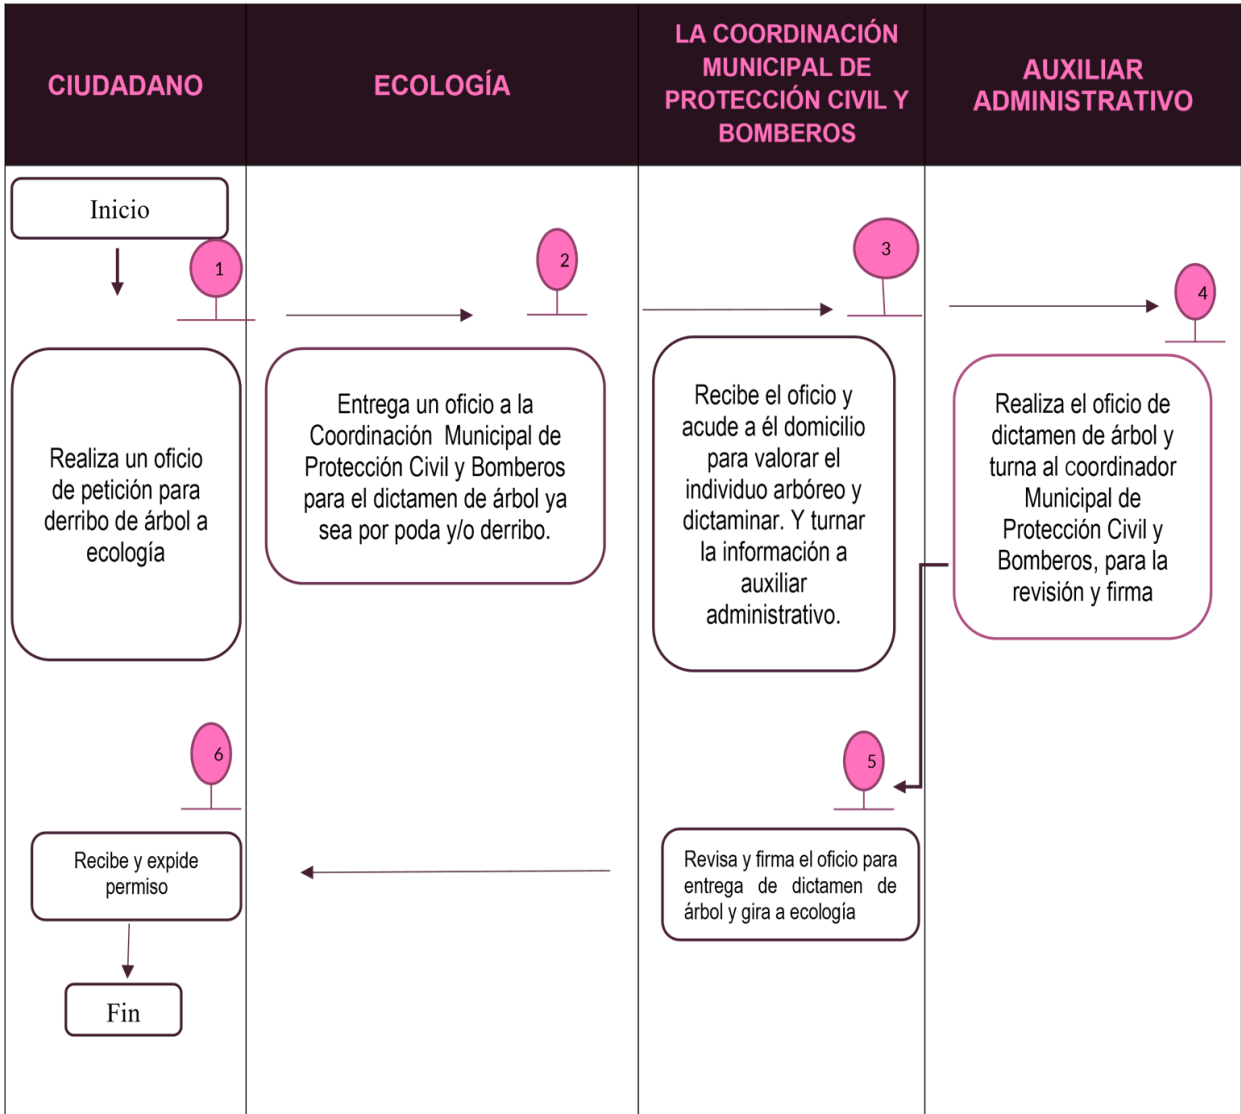 CIUDADANO
ECOLOGÍA
LA COORDINACIÓN
MUNICIPAL DE
PROTECCIÓN CIVIL Y
BOMBEROS
AUXILIAR
ADMINISTRATIVO
Inicio
1
2
3
4
Realiza un oficio
de petición para
derribo de árbol a
ecología
Entrega un oficio a la
Coordinación Municipal de
Protección Civil y Bomberos
para el dictamen de árbol ya
sea por poda y/o derribo.
Recibe el oficio y
acude a él domicilio
para valorar el
individuo arbóreo y
dictaminar. Y turnar
la información a
auxiliar
administrativo.
Realiza el oficio de
dictamen de árbol y
turna al coordinador
Municipal de
Protección Civil y
Bomberos, para la
revisión y firma
5
Revisa y firma el oficio para
entrega de dictamen de
árbol y gira a ecología
6
Recibe y expide
permiso
Fin